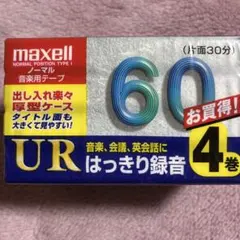 maxell
NORMAL POSITION TYPE I
ノーマル
音楽用テープ
60
(片面30分)
出し入れ楽々
厚型ケース
タイトル面も
大きくて見やすい!
お買得!
4巻
UR
音楽、会議、英会話に
はっきり録音